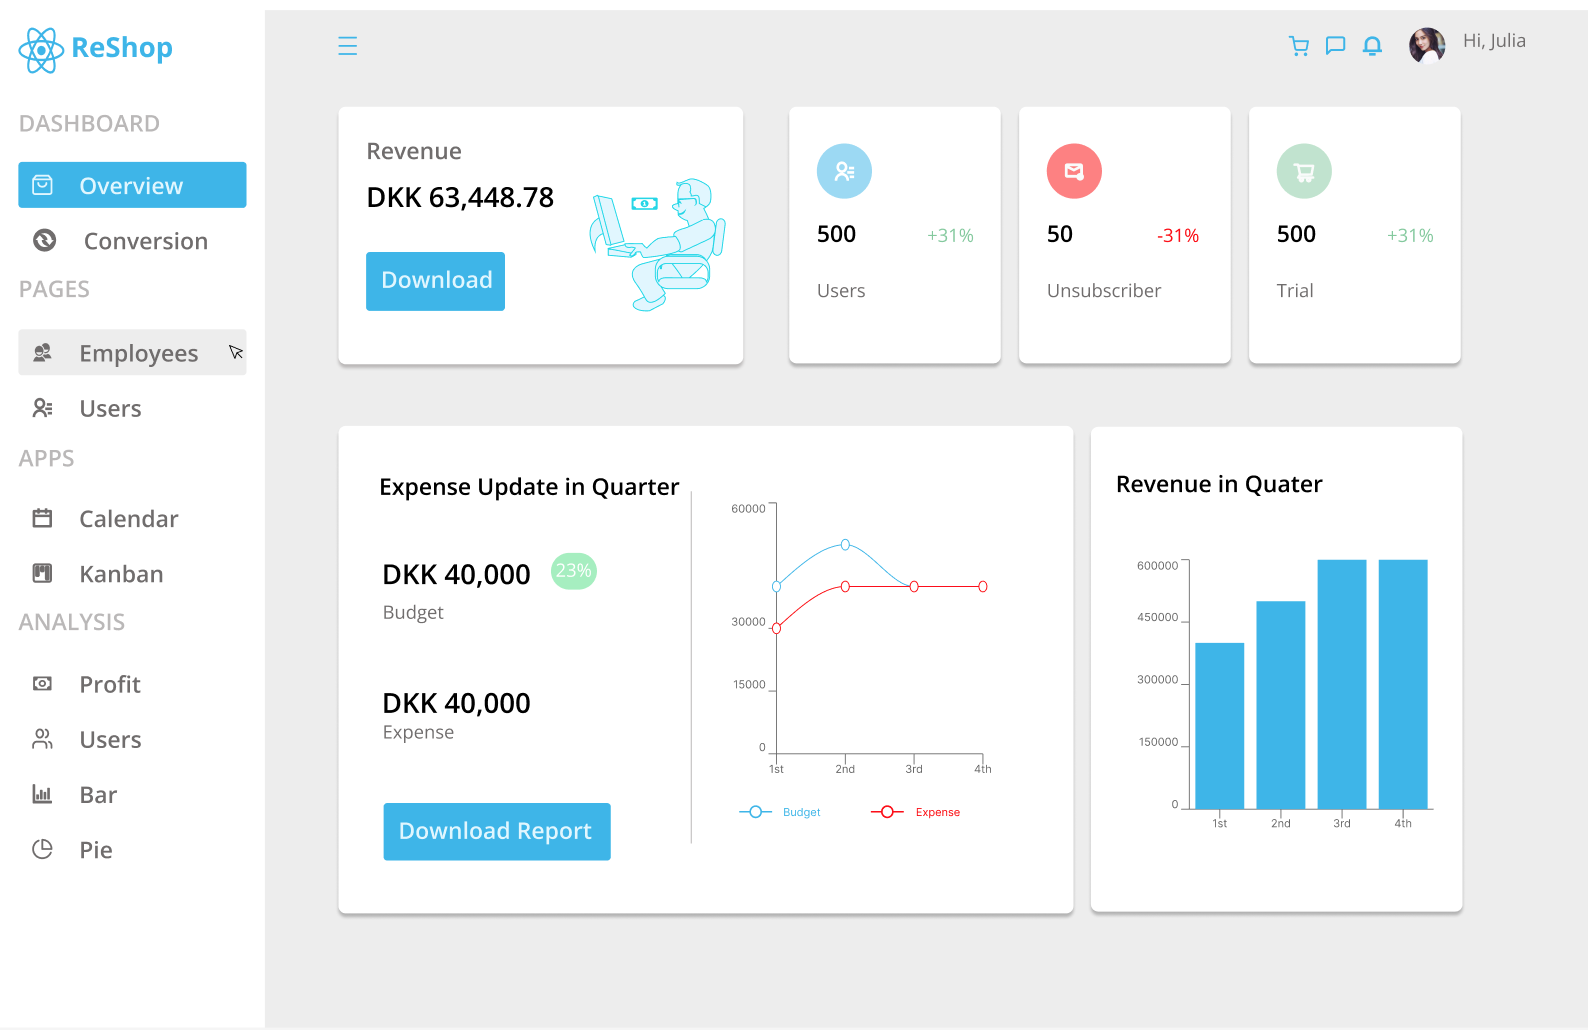 ReShop
DASHBOARD
Overview
Conversion
PAGES
Employees
Users
APPS
Calendar
Kanban
ANALYSIS
Profit
Users
Bar
Pie
Hi, Julia
Revenue
DKK 63,448.78
Download
500 +31%
Users
50 -31%
Unsubscriber
500 +31%
Trial
Expense Update in Quarter
DKK 40,000 23%
Budget
DKK 40,000
Expense
Download Report
60000
30000
15000
0
1st 2nd 3rd 4th
Budget Expense
Revenue in Quater
600000
450000
300000
150000
0
1st 2nd 3rd 4th